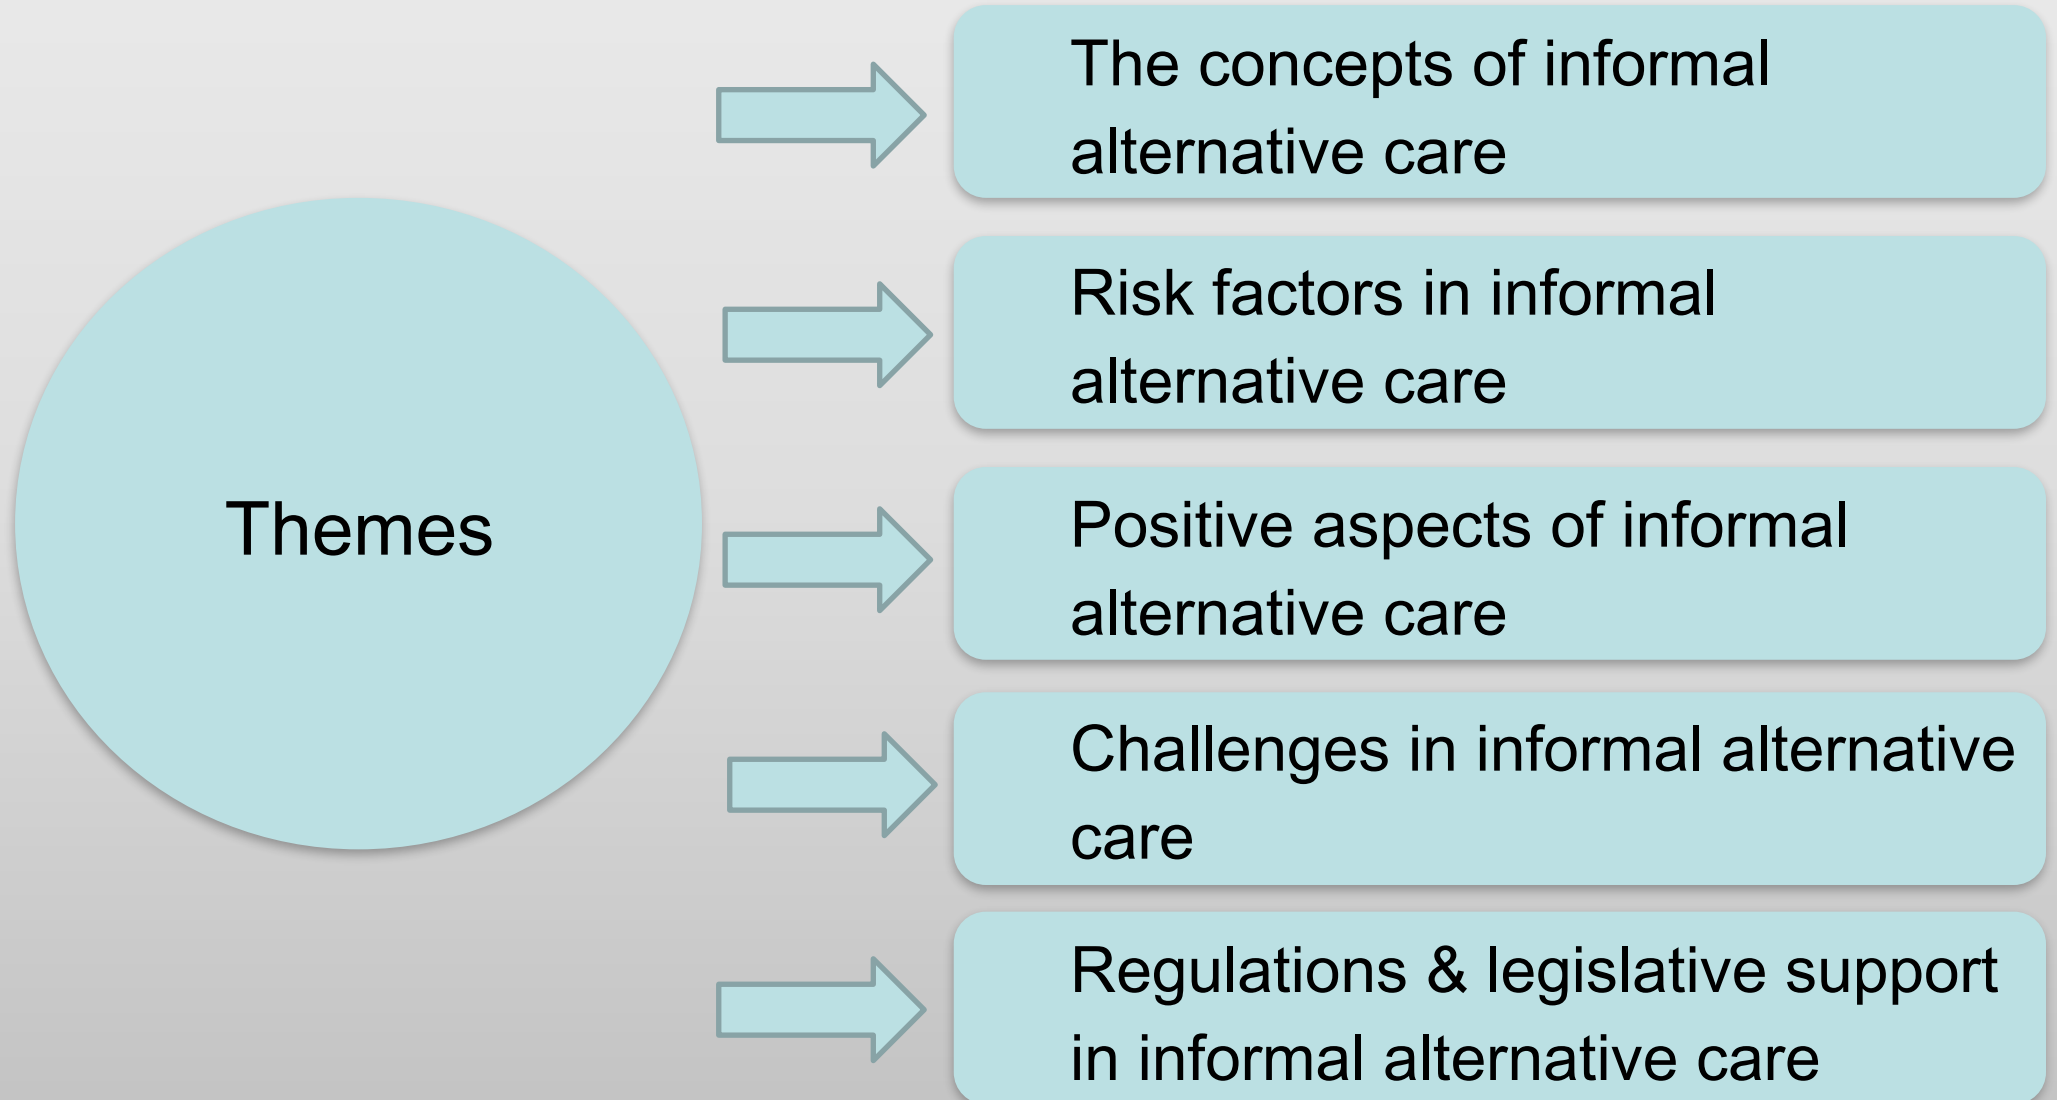 Themes
The concepts of informal
alternative care
Risk factors in informal
alternative care
Positive aspects of informal
alternative care
Challenges in informal alternative
care
Regulations & legislative support
in informal alternative care